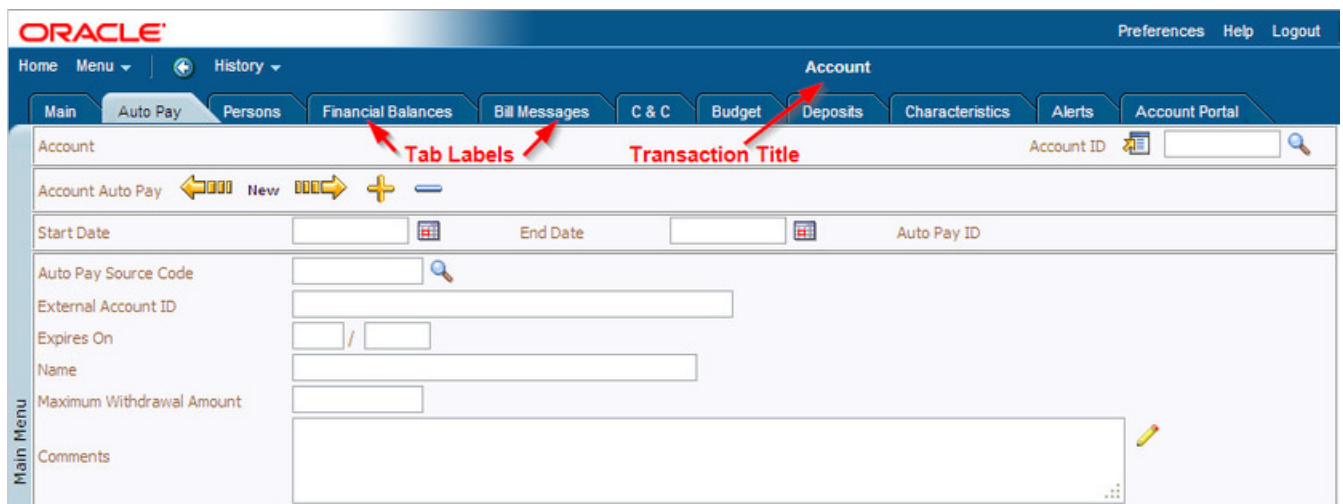 ORACLE'
Preferences Help Logout
Home Menu History Account
Main Auto Pay Persons Financial Balances Bill Messages C & C Budget Deposits Characteristics Alerts Account Portal
Account Tab Labels Transaction Title Account ID
Account Auto Pay New
Start Date End Date Auto Pay ID
Auto Pay Source Code
External Account ID
Expires On /
Name
Maximum Withdrawal Amount
Comments
Main Menu